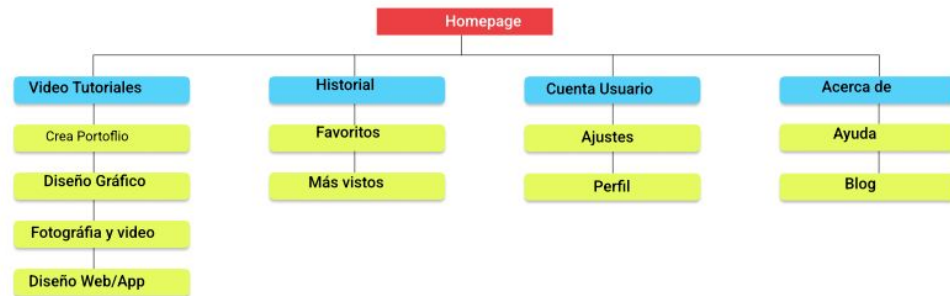 Homepage
Video Tutoriales
Historial
Cuenta Usuario
Acerca de
Crea Portoflio
Favoritos
Ajustes
Ayuda
Diseño Gráfico
Más vistos
Perfil
Blog
Fotográfia y video
Diseño Web/App